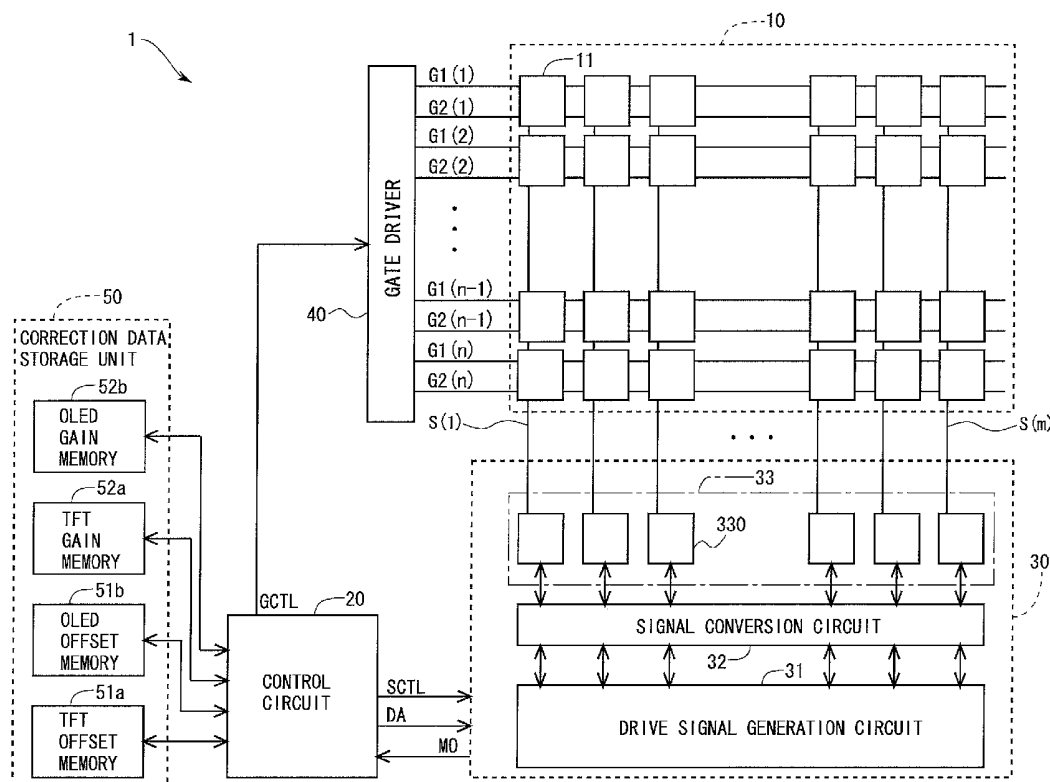 1
10
11
G1(1)
G2(1)
G1(2)
G2(2)
GATE DRIVER
40
G1(n-1)
G2(n-1)
G1(n)
G2(n)
S(1)
S(m)
50
CORRECTION DATA
STORAGE UNIT
52b
OLED
GAIN
MEMORY
52a
TFT
GAIN
MEMORY
51b
OLED
OFFSET
MEMORY
51a
TFT
OFFSET
MEMORY
GCTL
20
CONTROL
CIRCUIT
SCTL
DA
MO
33
330
30
SIGNAL CONVERSION CIRCUIT
32
31
DRIVE SIGNAL GENERATION CIRCUIT